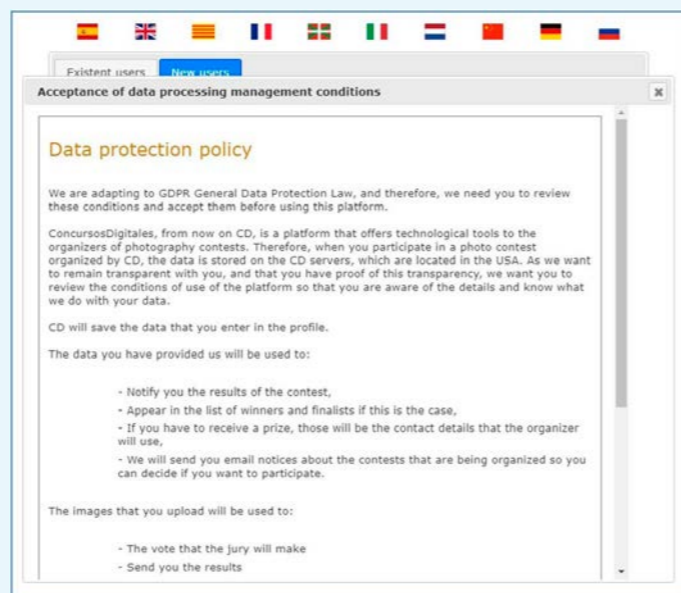 Existent users New users
Acceptance of data processing management conditions
Data protection policy
We are adapting to GDPR General Data Protection Law, and therefore, we need you to review
these conditions and accept them before using this platform.
ConcursosDigitales, from now on CD, is a platform that offers technological tools to the
organizers of photography contests. Therefore, when you participate in a photo contest
organized by CD, the data is stored on the CD servers, which are located in the USA. As we want
to remain transparent with you, and that you have proof of this transparency, we want you to
review the conditions of use of the platform so that you are aware of the details and know what
we do with your data.
CD will save the data that you enter in the profile.
The data you have provided us will be used to:
- Notify you the results of the contest,
- Appear in the list of winners and finalists if this is the case,
- If you have to receive a prize, those will be the contact details that the organizer
will use,
- We will send you email notices about the contests that are being organized so you
can decide if you want to participate.
The images that you upload will be used to:
- The vote that the jury will make
- Send you the results